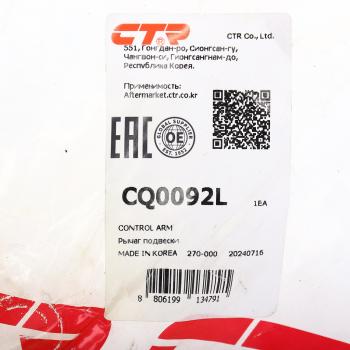 CTR
CTR Co., Ltd.
551, Гонгдан-ро, Сионгсан-гу,
Чангвон-си, Гионгсангнам-до,
Республика Корея.
Применимость:
Aftermarket.ctr.co.kr
EAC
GLOBAL SUPPLIER
OE
EST. 1952
CQ0092L
1EA
CONTROL ARM
Рычаг подвески
MADE IN KOREA 270-000 20240716
8 806199 134791